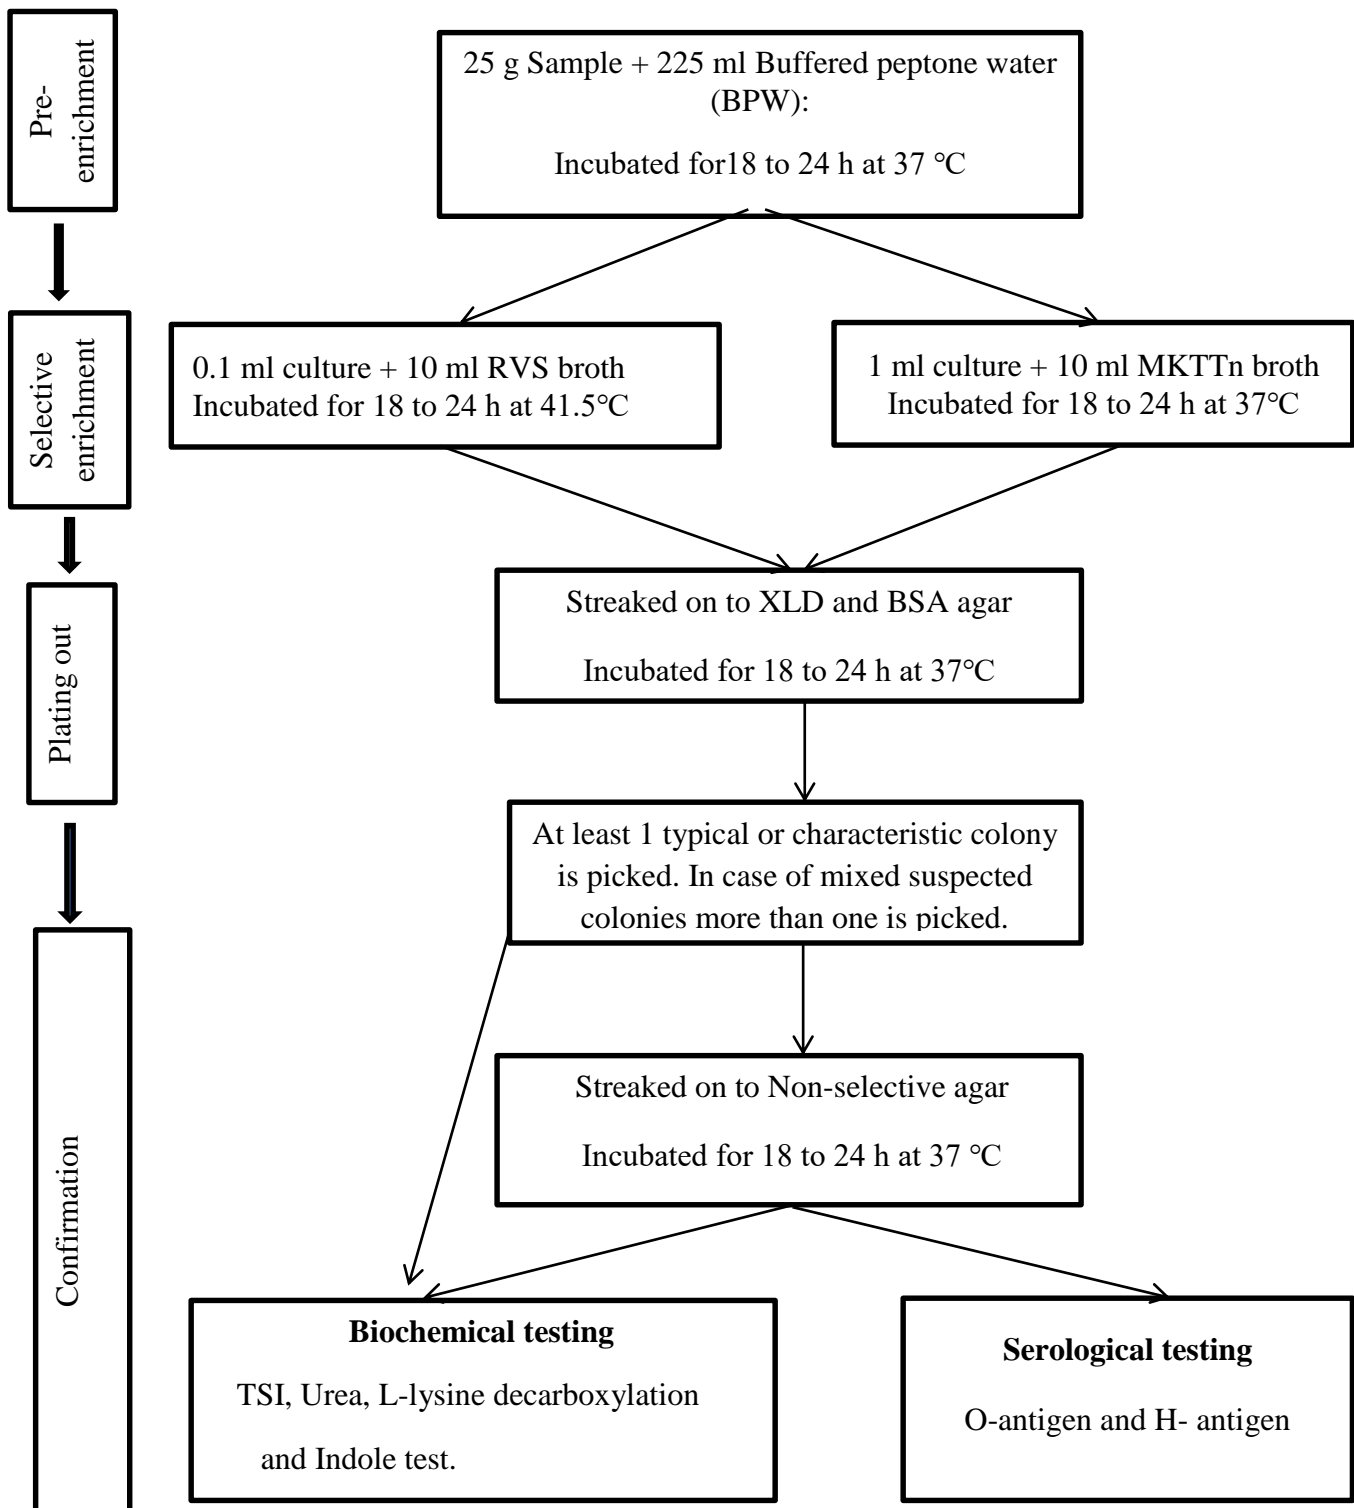 Pre-
enrichment
25 g Sample + 225 ml Buffered peptone water
(BPW):
Incubated for18 to 24 h at 37 °C
Selective
enrichment
0.1 ml culture + 10 ml RVS broth
Incubated for 18 to 24 h at 41.5°C
1 ml culture + 10 ml MKTTn broth
Incubated for 18 to 24 h at 37°C
Plating out
Streaked on to XLD and BSA agar
Incubated for 18 to 24 h at 37°C
At least 1 typical or characteristic colony
is picked. In case of mixed suspected
colonies more than one is picked.
Confirmation
Streaked on to Non-selective agar
Incubated for 18 to 24 h at 37 °C
Biochemical testing
TSI, Urea, L-lysine decarboxylation
and Indole test.
Serological testing
O-antigen and H- antigen